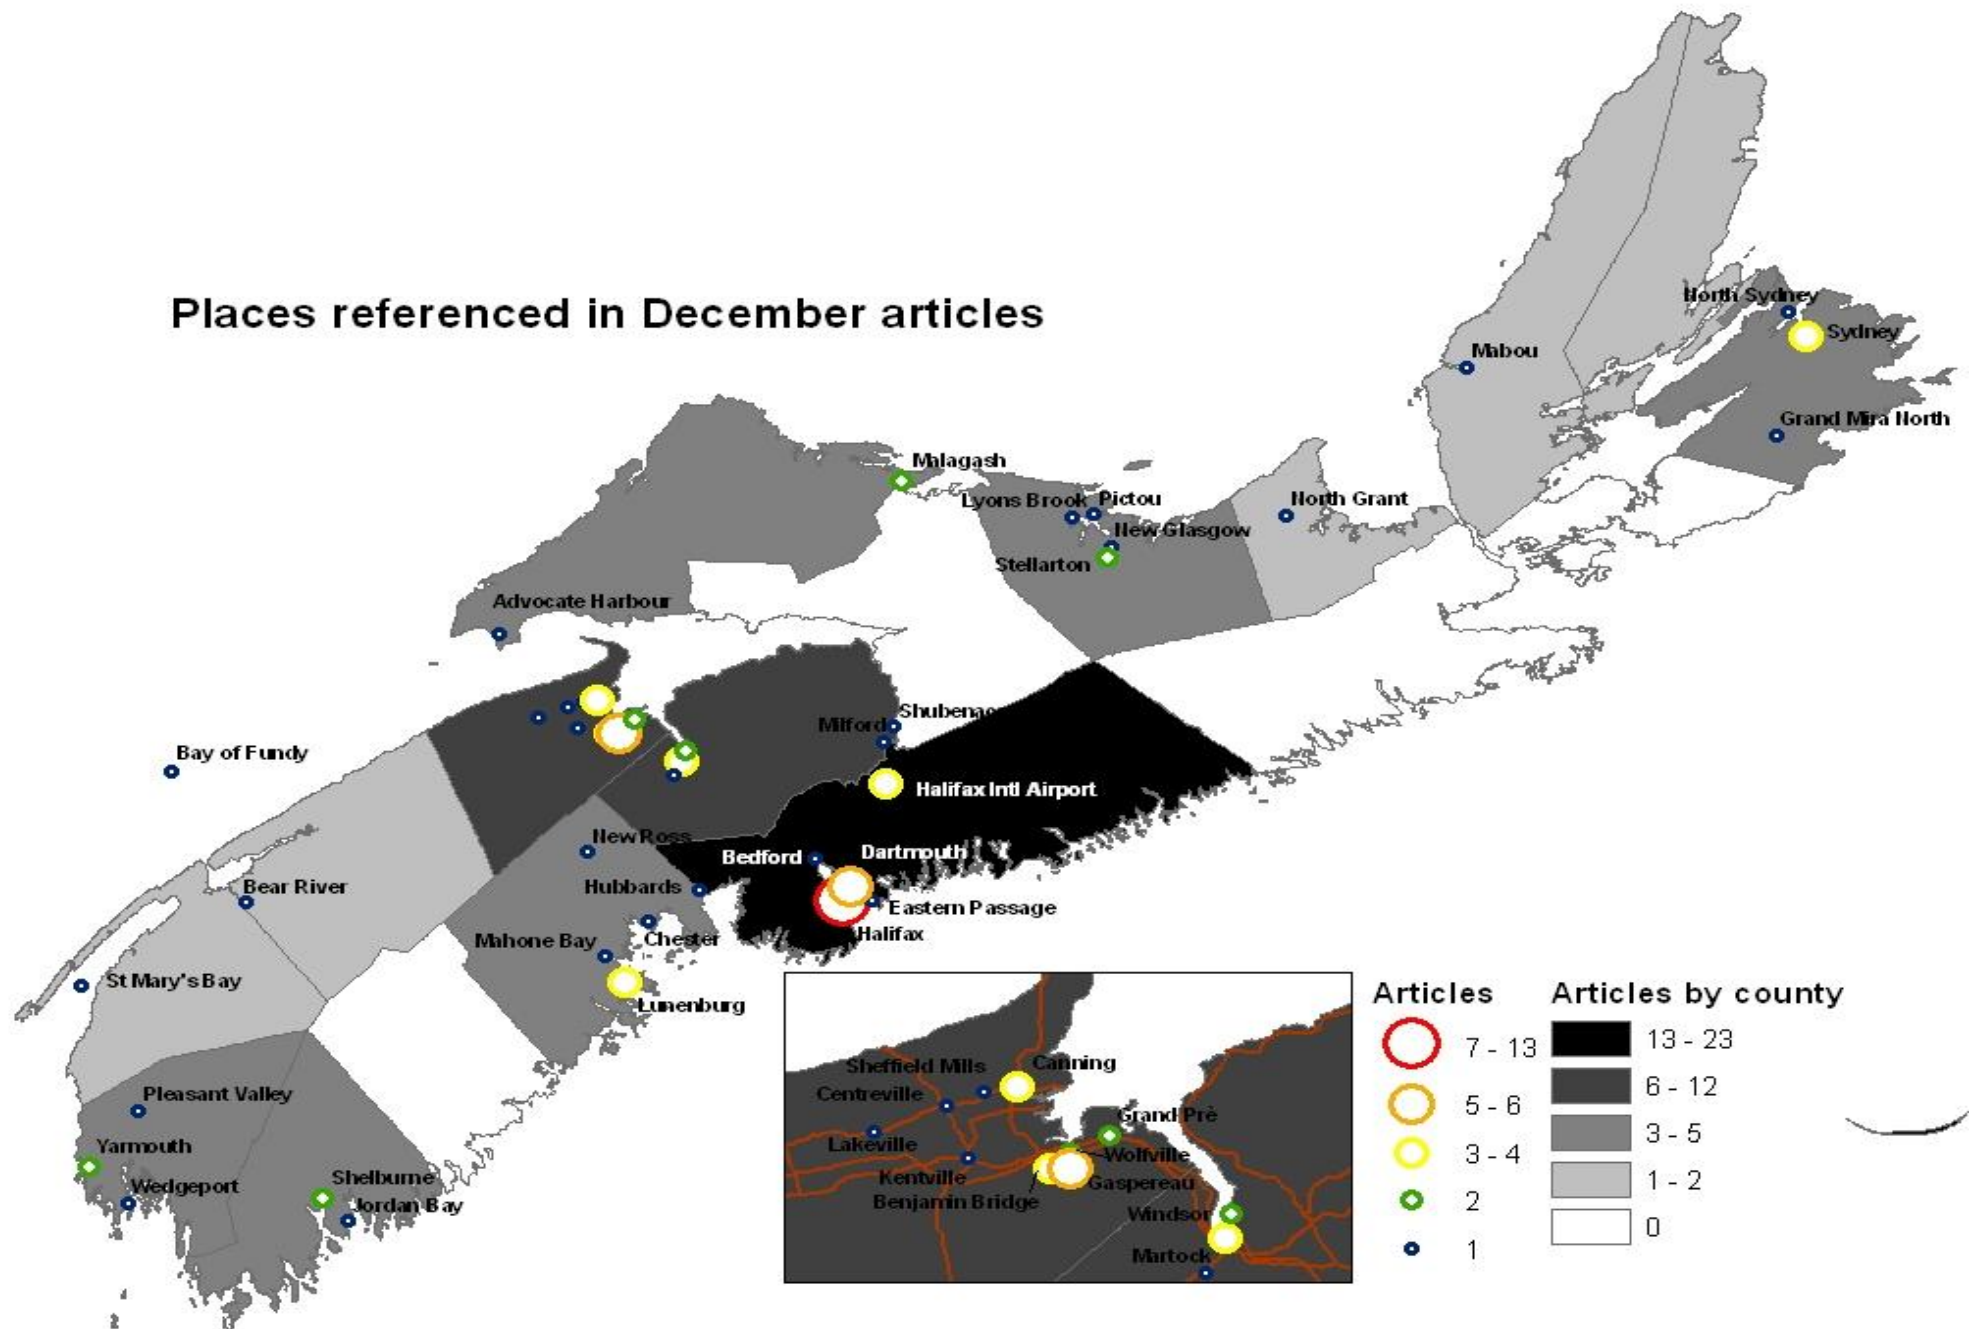 Places referenced in December articles
North Sydney
Sydney
Mabou
Grand Mira North
Malagash
Lyons Brook
Pictou
North Grant
New Glasgow
Stellarton
Advocate Harbour
Shubenac
Milford
Bay of Fundy
Halifax Intl Airport
New Ross
Bedford
Dartmouth
Bear River
Hubbards
Eastern Passage
Halifax
Mahone Bay
Chester
St Mary's Bay
Lunenburg
Pleasant Valley
Yarmouth
Wedgeport
Shelburne
Jordan Bay
Sheffield Mills
Canning
Centreville
Grand Prè
Lakeville
Wolfville
Kentville
Gaspereau
Benjamin Bridge
Windsor
Martock
Articles
7 - 13
5 - 6
3 - 4
2
1
Articles by county
13 - 23
6 - 12
3 - 5
1 - 2
0